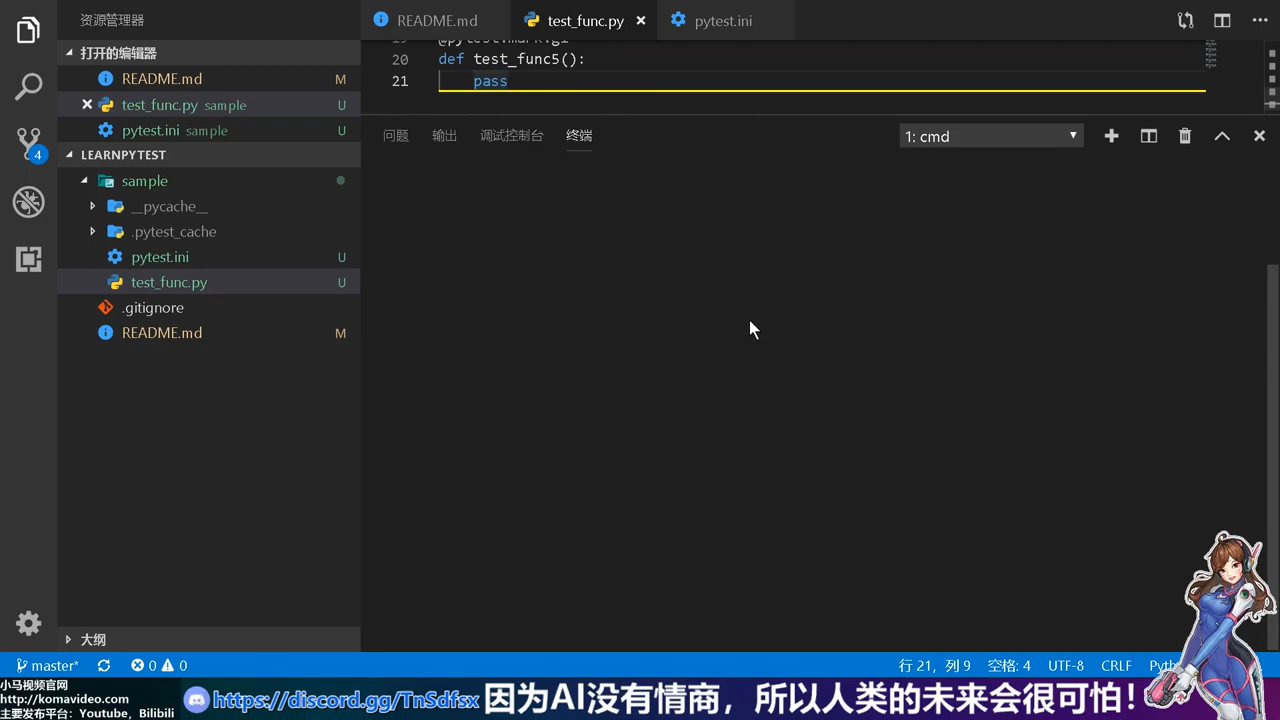 资源管理器
打开的编辑器
README.md M
test_func.py sample U
pytest.ini sample U
LEARNPYTEST
sample
__pycache__
.pytest_cache
pytest.ini U
test_func.py U
.gitignore
README.md M
大纲
README.md
test_func.py
pytest.ini
20 def test_func5():
21 pass
问题
输出
调试控制台
终端
1: cmd
4
master*
0
0
行 21，列 9
空格: 4
UTF-8
CRLF
小马视频官网
http://komavideo.com
主要发布平台: Youtube, Bilibili
https://discord.gg/TnSdfsx
因为AI没有情商，所以人类的未来会很可怕！